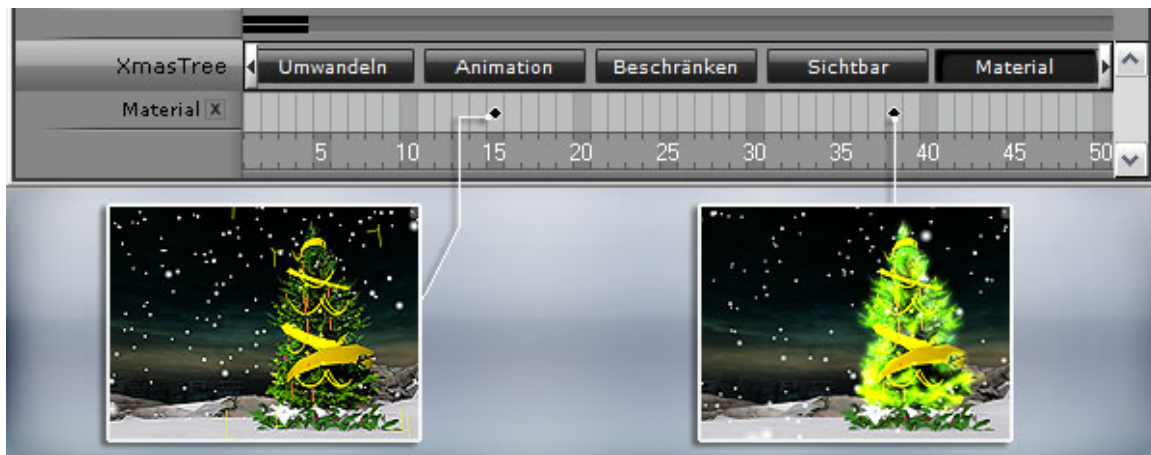 XmasTree Umwandeln Animation Beschränken Sichtbar Material
Material X
5 10 15 20 25 30 35 40 45 50